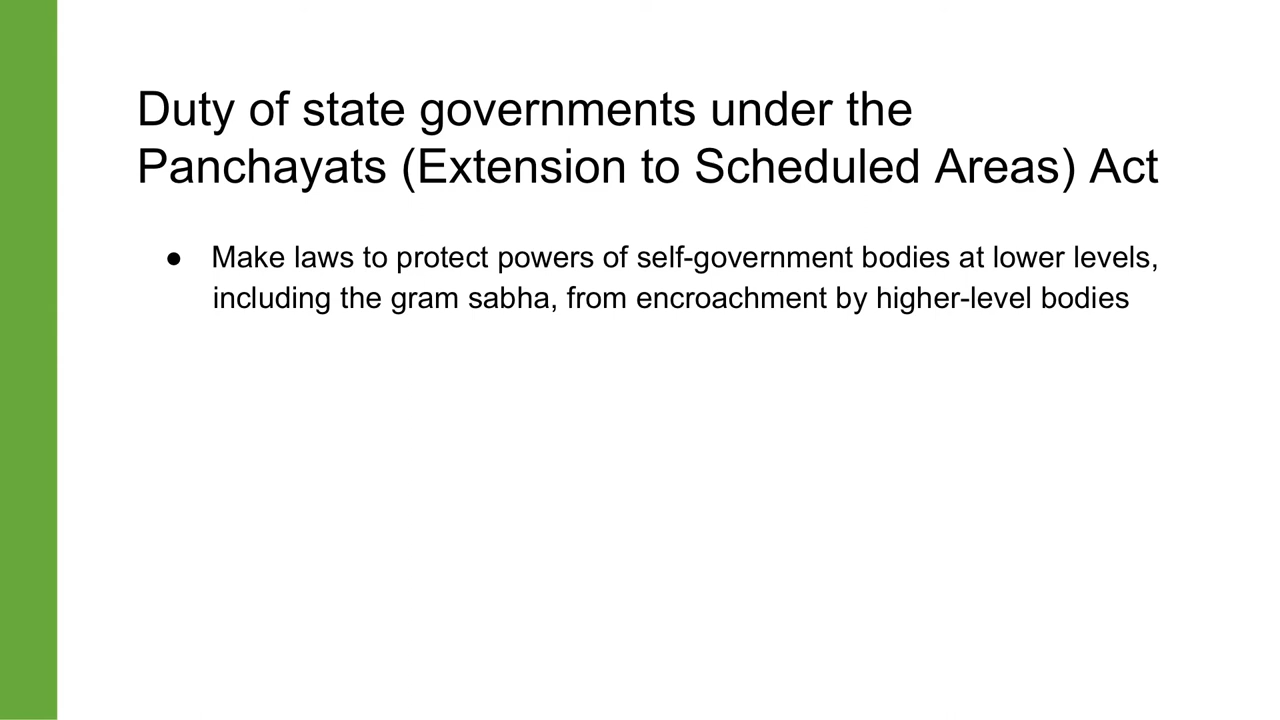 Duty of state governments under the
Panchayats (Extension to Scheduled Areas) Act
● Make laws to protect powers of self-government bodies at lower levels,
including the gram sabha, from encroachment by higher-level bodies